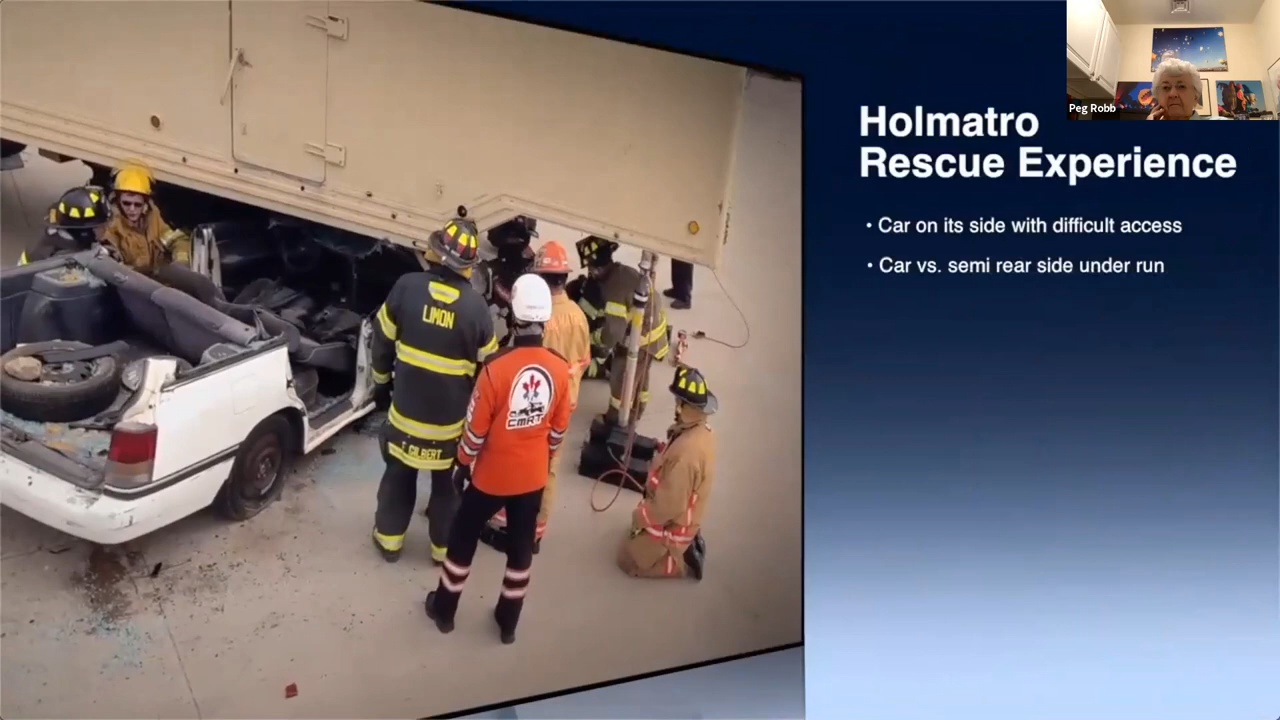 Holmatro
Rescue Experience
Peg Robb
• Car on its side with difficult access
• Car vs. semi rear side under run
LIMON
T. GILBERT
CMRT